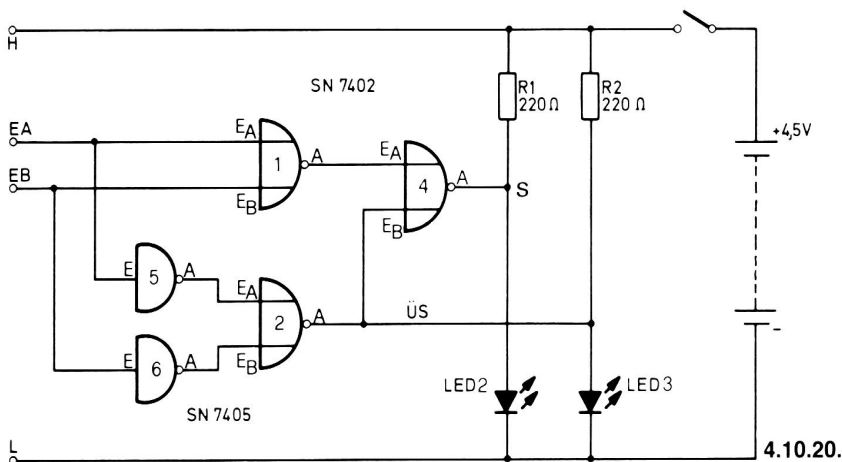 H
SN 7402
R1
220 Ω
R2
220 Ω
+4,5V
EA
EB
EA
1
A
EB
EA
4
A
EB
S
E
5
A
EA
2
A
EB
ÜS
E
6
A
SN 7405
LED2
LED3
-
L
4.10.20.